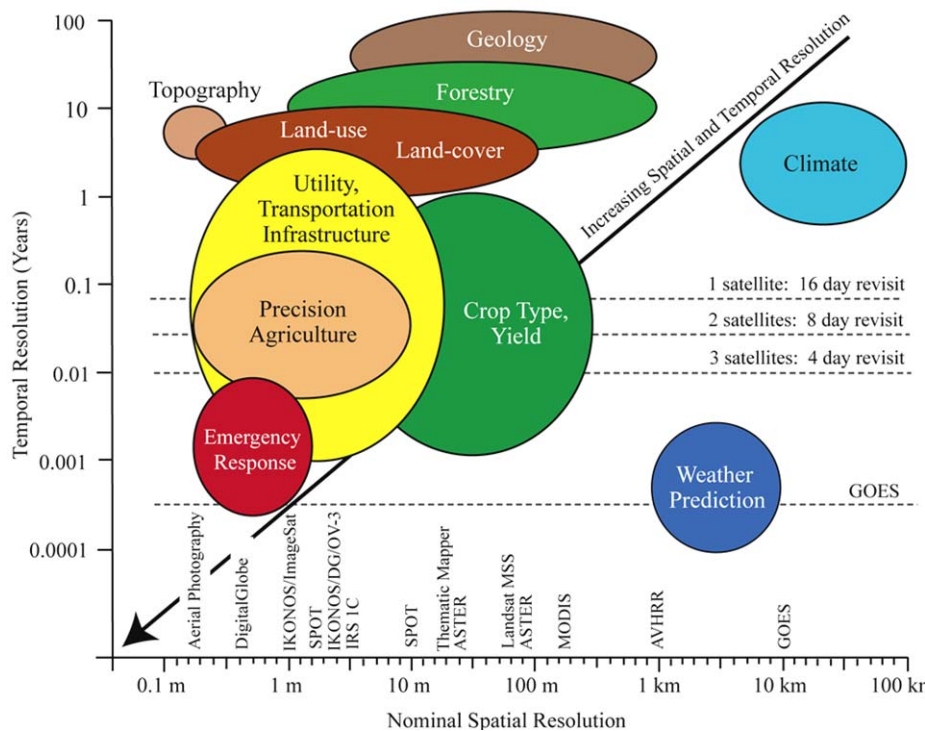 100
10
1
0.1
0.01
0.001
0.0001
Temporal Resolution (Years)
Geology
Topography
Forestry
Land-use
Land-cover
Utility,
Transportation
Infrastructure
Precision
Agriculture
Crop Type,
Yield
Emergency
Response
Climate
Weather
Prediction
Increasing Spatial and Temporal Resolution
1 satellite: 16 day revisit
2 satellites: 8 day revisit
3 satellites: 4 day revisit
GOES
Aerial Photography
DigitalGlobe
IKONOS/ImageSat
SPOT
IKONOS/DG/OV-3
IRS 1C
SPOT
Thematic Mapper
ASTER
Landsat MSS
ASTER
MODIS
AVHRR
GOES
0.1 m
1 m
10 m
100 m
1 km
10 km
100 km
Nominal Spatial Resolution